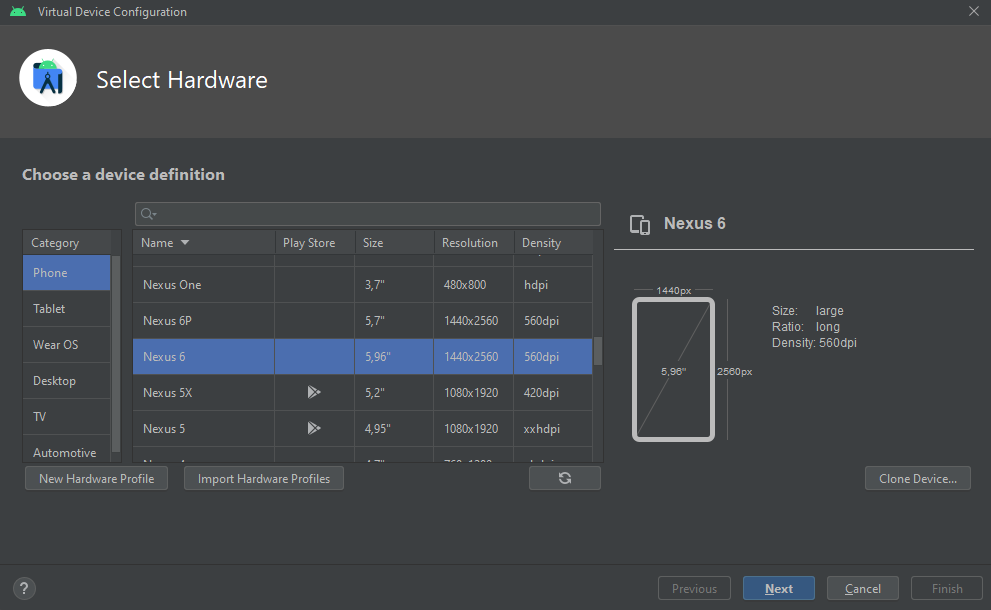 Virtual Device Configuration
Select Hardware
Choose a device definition
Category
Phone
Tablet
Wear OS
Desktop
TV
Automotive
Name Play Store Size Resolution Density
Nexus One 3,7" 480x800 hdpi
Nexus 6P 5,7" 1440x2560 560dpi
Nexus 6 5,96" 1440x2560 560dpi
Nexus 5X 5,2" 1080x1920 420dpi
Nexus 5 4,95" 1080x1920 xxhdpi
New Hardware Profile Import Hardware Profiles
Nexus 6
1440px
5,96"
2560px
Size: large
Ratio: long
Density: 560dpi
Clone Device...
?
Previous Next Cancel Finish